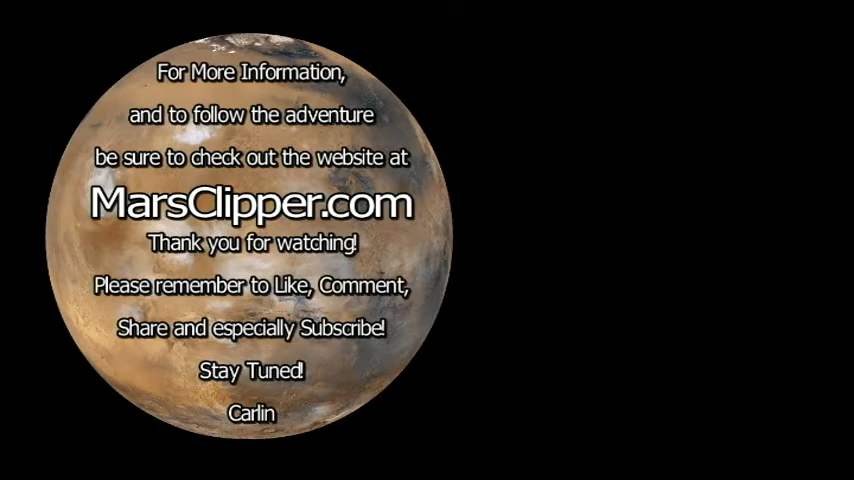 For More Information,
and to follow the adventure
be sure to check out the website at
MarsClipper.com
Thank you for watching!
Please remember to Like, Comment,
Share and especially Subscribe!
Stay Tuned!
Carlin